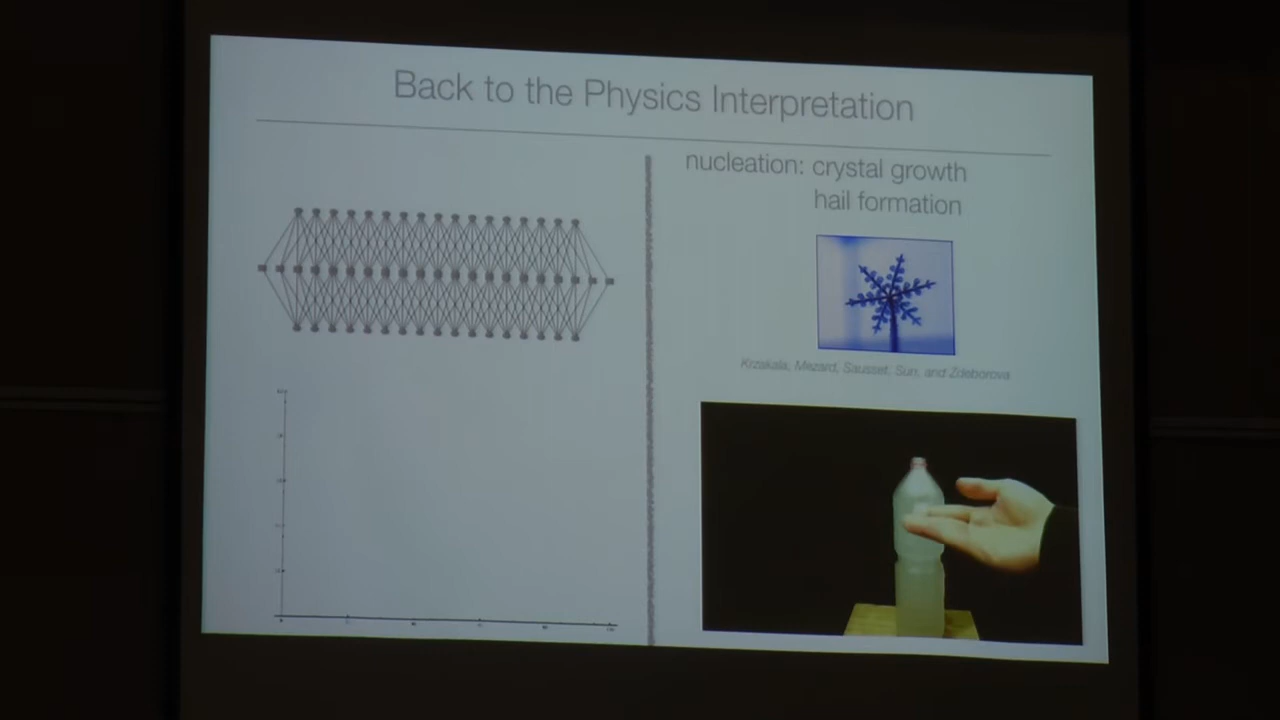 Back to the Physics Interpretation
nucleation: crystal growth
hail formation
Krzakala, Mezard, Sausset, Sun, and Zdeborova